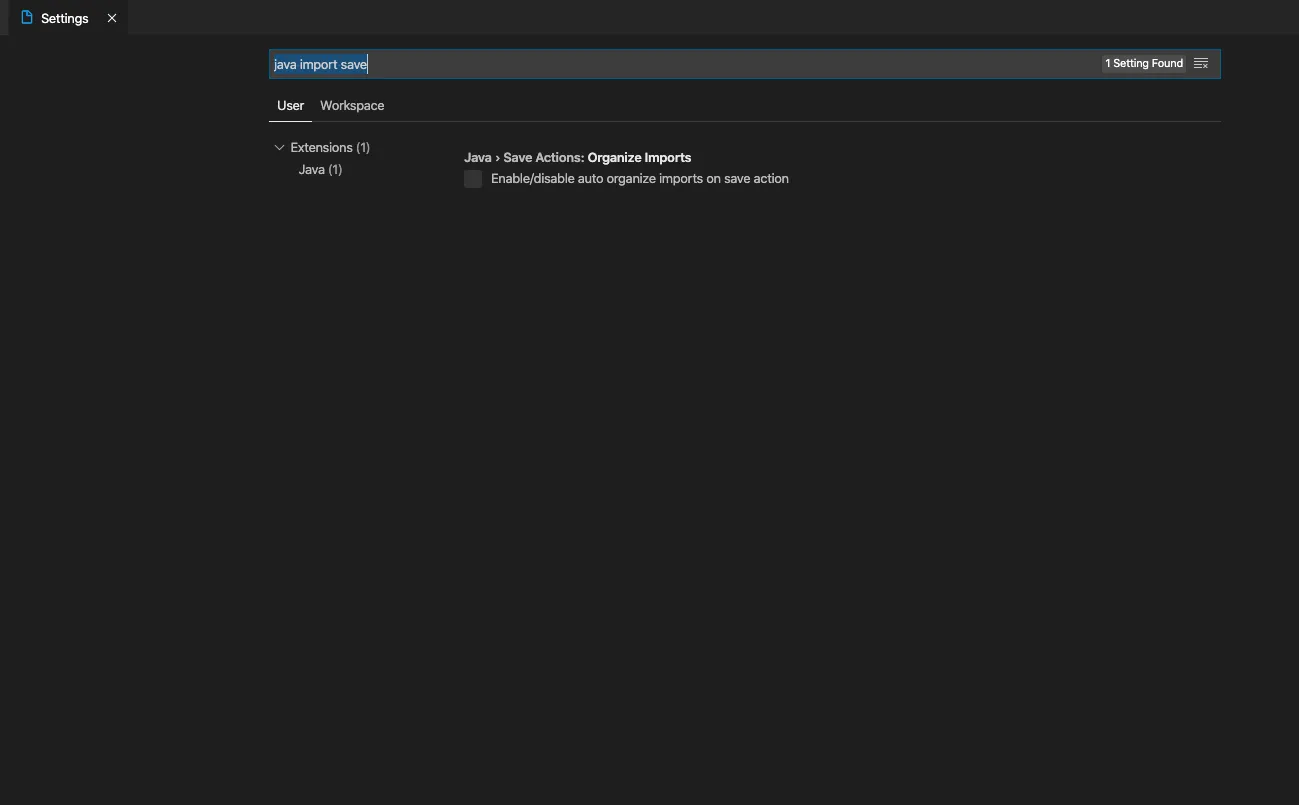 Settings
java import save
1 Setting Found
User Workspace
Extensions (1)
Java (1)
Java › Save Actions: Organize Imports
Enable/disable auto organize imports on save action